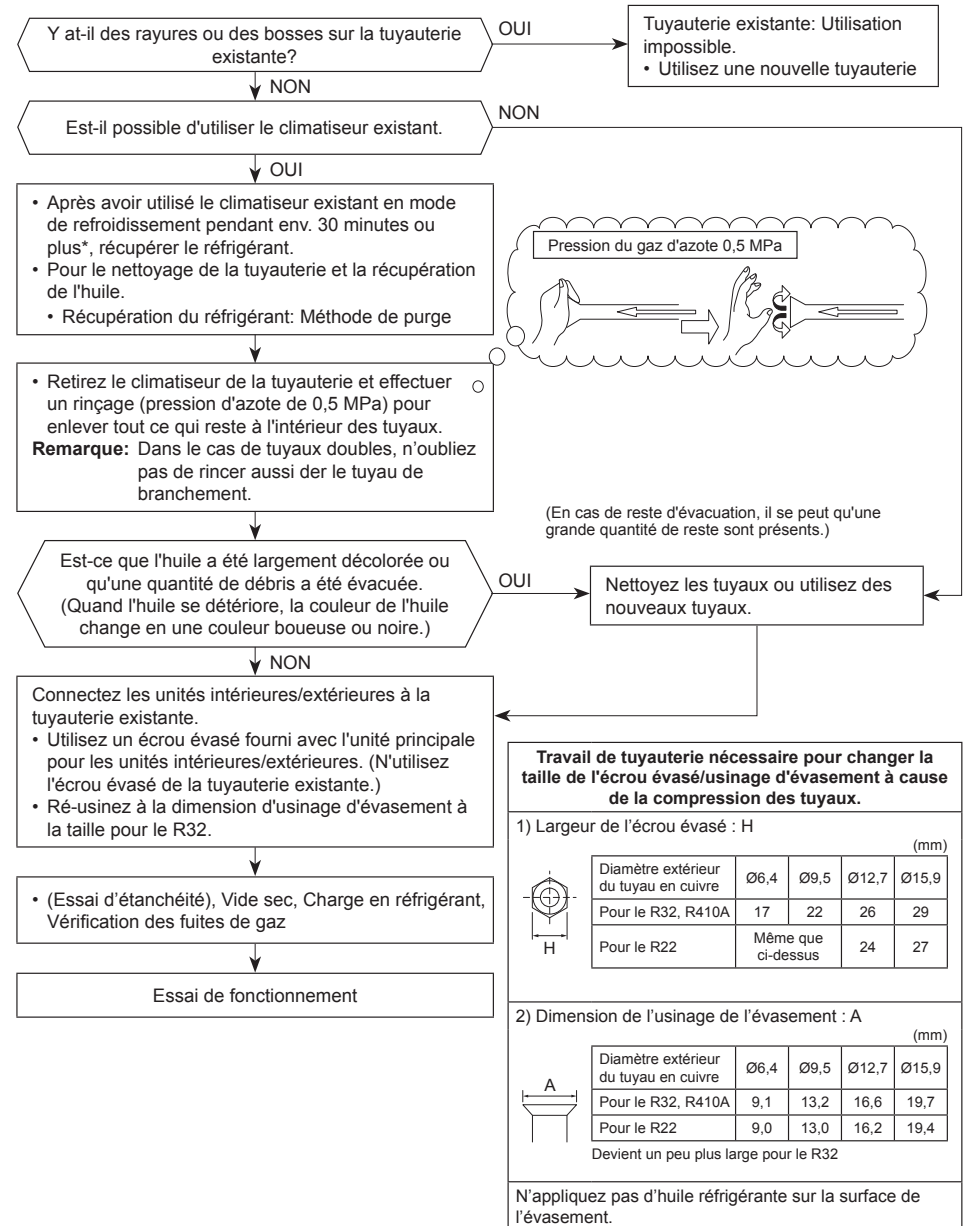 Y at-il des rayures ou des bosses sur la tuyauterie
existante?
OUI
Tuyauterie existante: Utilisation
impossible.
• Utilisez une nouvelle tuyauterie
NON
Est-il possible d'utiliser le climatiseur existant.
NON
OUI
• Après avoir utilisé le climatiseur existant en mode
de refroidissement pendant env. 30 minutes ou
plus*, récupérer le réfrigérant.
• Pour le nettoyage de la tuyauterie et la récupération
de l'huile.
• Récupération du réfrigérant: Méthode de purge
Pression du gaz d'azote 0,5 MPa
• Retirez le climatiseur de la tuyauterie et effectuer
un rinçage (pression d'azote de 0,5 MPa) pour
enlever tout ce qui reste à l'intérieur des tuyaux.
Remarque: Dans le cas de tuyaux doubles, n’oubliez
pas de rincer aussi der le tuyau de
branchement.
(En cas de reste d'évacuation, il se peut qu'une
grande quantité de reste sont présents.)
Est-ce que l'huile a été largement décolorée ou
qu'une quantité de débris a été évacuée.
(Quand l'huile se détériore, la couleur de l'huile
change en une couleur boueuse ou noire.)
OUI
Nettoyez les tuyaux ou utilisez des
nouveaux tuyaux.
NON
Connectez les unités intérieures/extérieures à la
tuyauterie existante.
• Utilisez un écrou évasé fourni avec l'unité principale
pour les unités intérieures/extérieures. (N'utilisez
l'écrou évasé de la tuyauterie existante.)
• Ré-usinez à la dimension d'usinage d'évasement à
la taille pour le R32.
• (Essai d’étanchéité), Vide sec, Charge en réfrigérant,
Vérification des fuites de gaz
Essai de fonctionnement
Travail de tuyauterie nécessaire pour changer la
taille de l'écrou évasé/usinage d'évasement à cause
de la compression des tuyaux.
1) Largeur de l’écrou évasé : H
(mm)
Diamètre extérieur
du tuyau en cuivre Ø6,4 Ø9,5 Ø12,7 Ø15,9
Pour le R32, R410A 17 22 26 29
Pour le R22 Même que
ci-dessus 24 27
H
2) Dimension de l’usinage de l’évasement : A
(mm)
Diamètre extérieur
du tuyau en cuivre Ø6,4 Ø9,5 Ø12,7 Ø15,9
A
Pour le R32, R410A 9,1 13,2 16,6 19,7
Pour le R22 9,0 13,0 16,2 19,4
Devient un peu plus large pour le R32
N’appliquez pas d’huile réfrigérante sur la surface de
l’évasement.